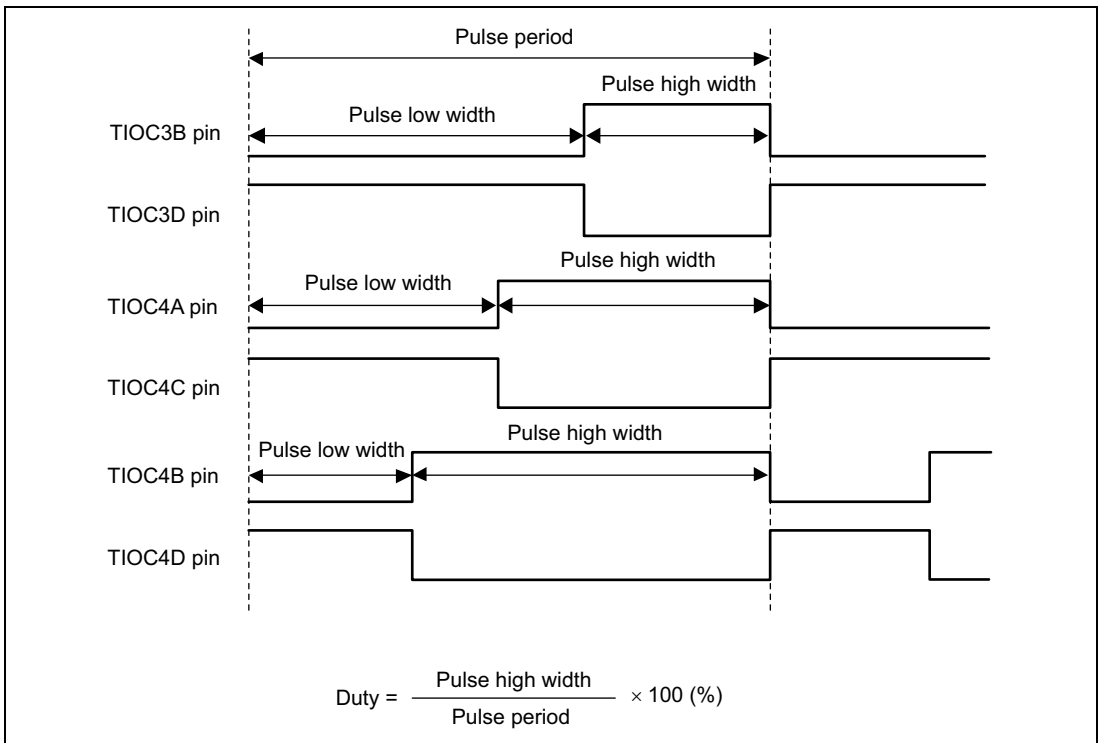 Pulse period
Pulse high width
Pulse low width
TIOC3B pin
TIOC3D pin
Pulse high width
Pulse low width
TIOC4A pin
TIOC4C pin
Pulse high width
Pulse low width
TIOC4B pin
TIOC4D pin
Pulse high width
Duty = × 100 (%)
Pulse period